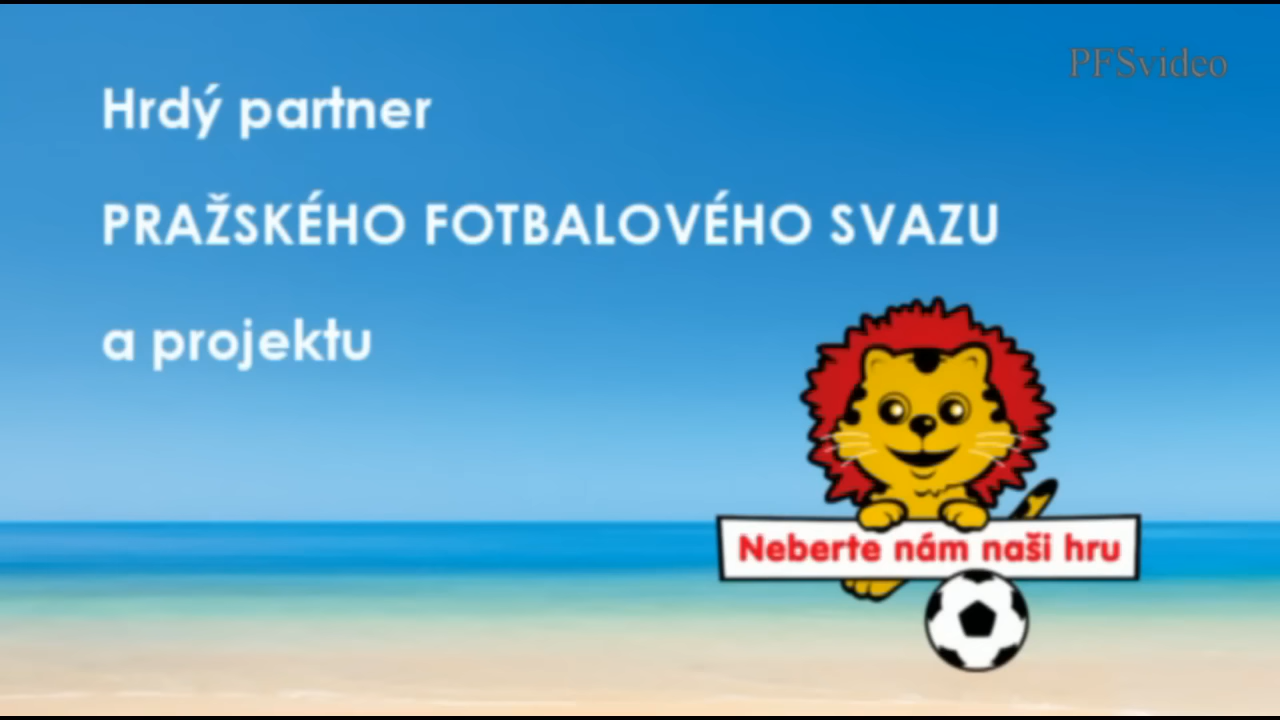 PFSvideo
Hrdý partner
PRAŽSKÉHO FOTBALOVÉHO SVAZU
a projektu
Neberte nám naši hru